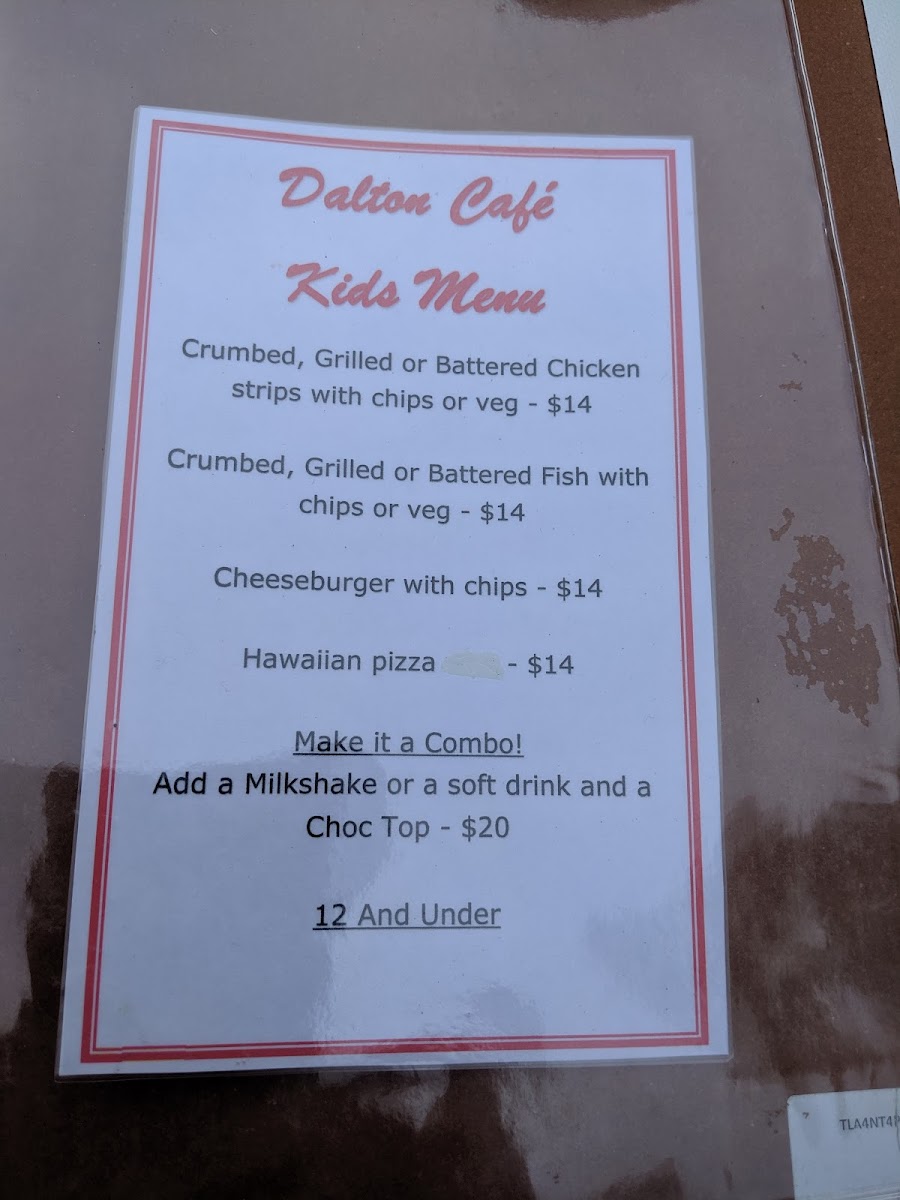 Dalton Café
Kids Menu
Crumbed, Grilled or Battered Chicken
strips with chips or veg - $14
Crumbed, Grilled or Battered Fish with
chips or veg - $14
Cheeseburger with chips - $14
Hawaiian pizza - $14
Make it a Combo!
Add a Milkshake or a soft drink and a
Choc Top - $20
12 And Under